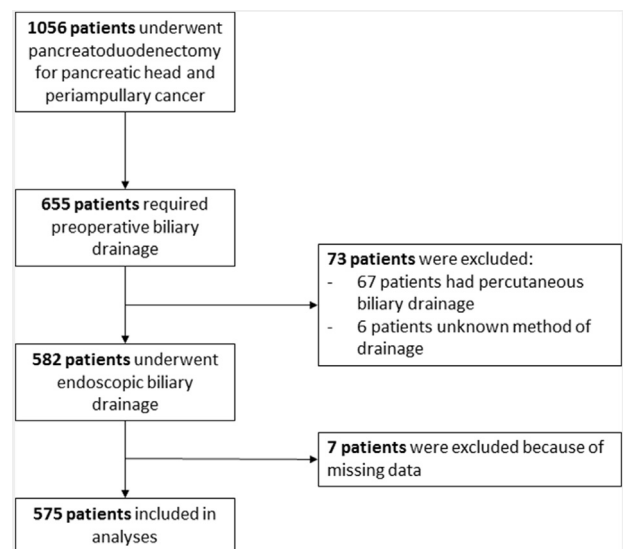 1056 patients underwent
pancreatoduodenectomy
for pancreatic head and
periampullary cancer
655 patients required
preoperative biliary
drainage
73 patients were excluded:
- 67 patients had percutaneous
biliary drainage
- 6 patients unknown method of
drainage
582 patients underwent
endoscopic biliary
drainage
7 patients were excluded because of
missing data
575 patients included in
analyses